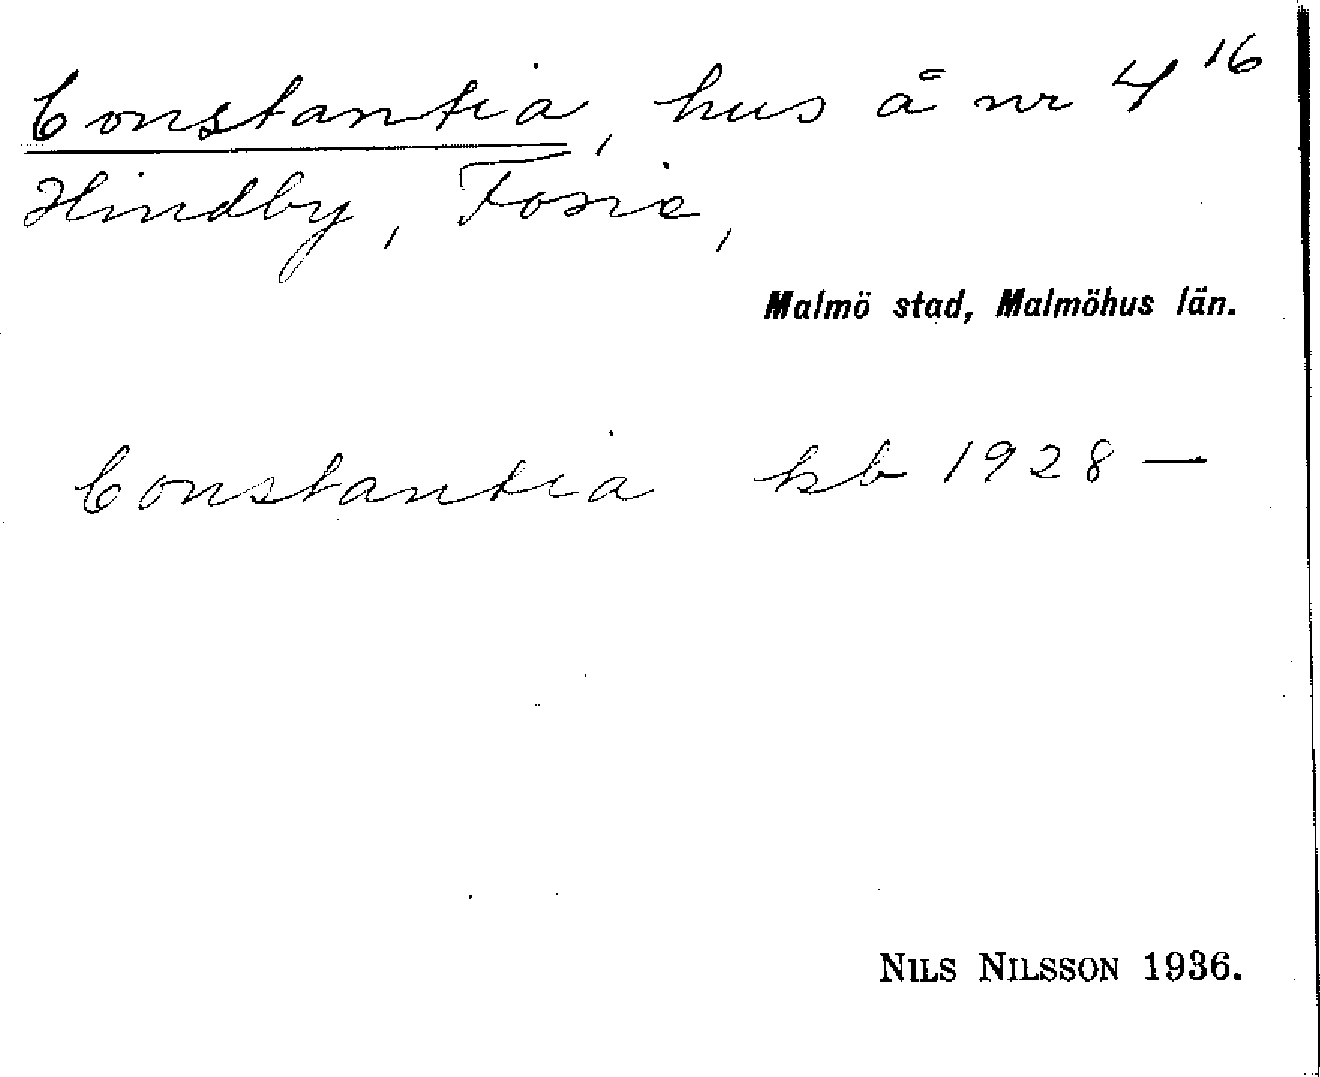 Constantia, hus å nr 4¹⁶
Hindby, Fosie,
Malmö stad, Malmöhus län.
Constantia kb 1928 —
NILS NILSSON 1936.